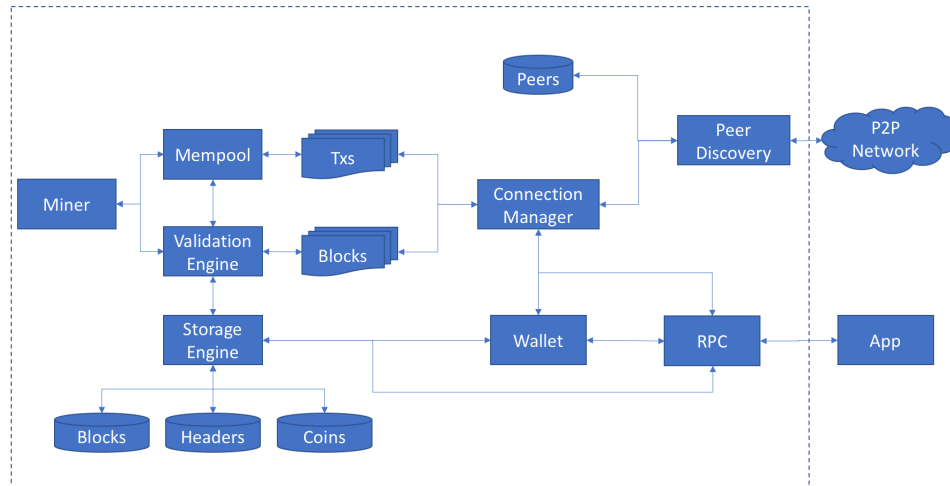 Peers
Peer
Discovery
P2P
Network
Mempool
Txs
Miner
Connection
Manager
Validation
Engine
Blocks
Storage
Engine
Wallet
RPC
App
Blocks
Headers
Coins